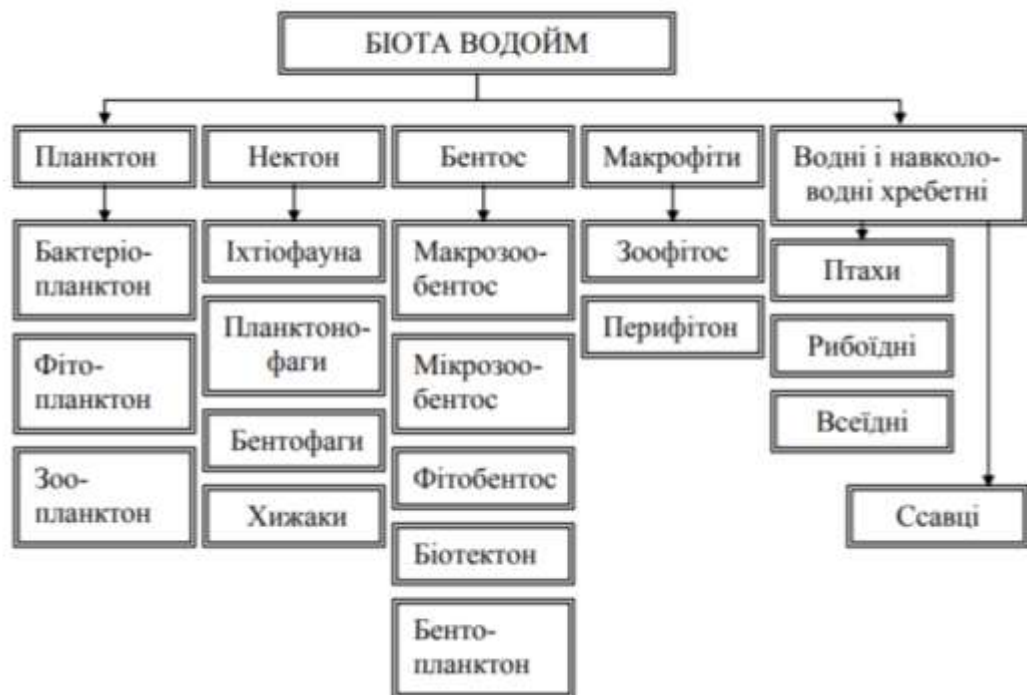 БІОТА ВОДОЙМ
Планктон
Нектон
Бентос
Макрофіти
Водні і навколо-
водні хребетні
Бактеріо-
планктон
Фіто-
планктон
Зоо-
планктон
Іхтіофауна
Планктоно-
фаги
Бентофаги
Хижаки
Макрозоо-
бентос
Мікрозоо-
бентос
Фітобентос
Біотектон
Бенто-
планктон
Зоофітос
Перифітон
Птахи
Рибоїдні
Всеїдні
Ссавці